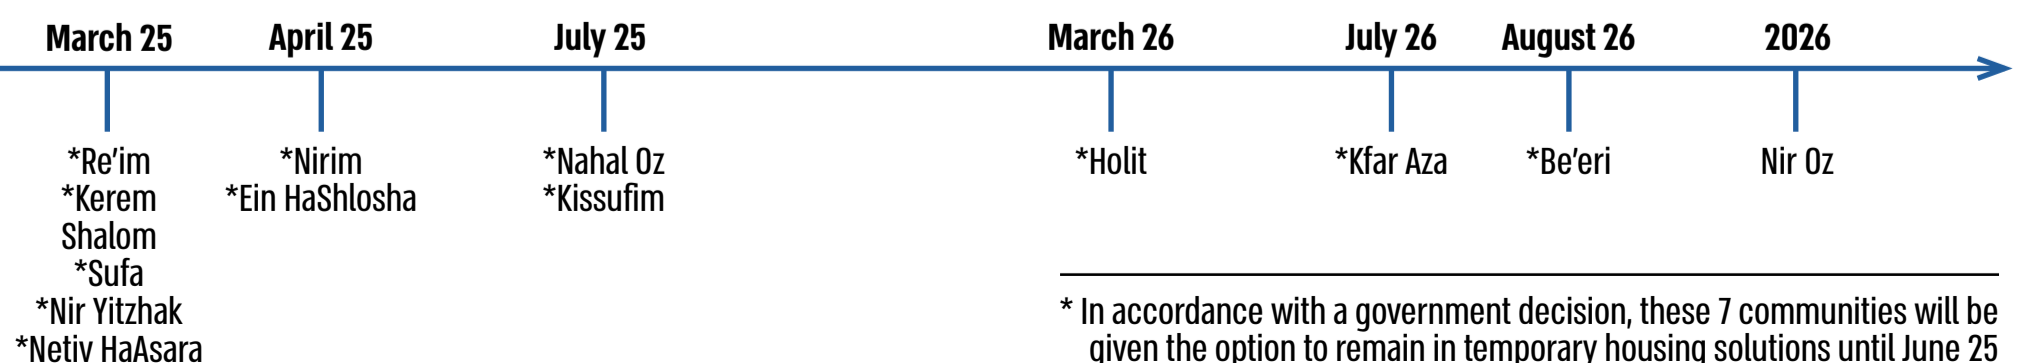 March 25
April 25
July 25
March 26
July 26
August 26
2026
*Re'im
*Kerem
Shalom
*Sufa
*Nir Yitzhak
*Netiv HaAsara
*Nirim
*Ein HaShlosha
*Nahal Oz
*Kissufim
*Holit
*Kfar Aza
*Be'eri
Nir Oz
* In accordance with a government decision, these 7 communities will be
given the option to remain in temporary housing solutions until June 25